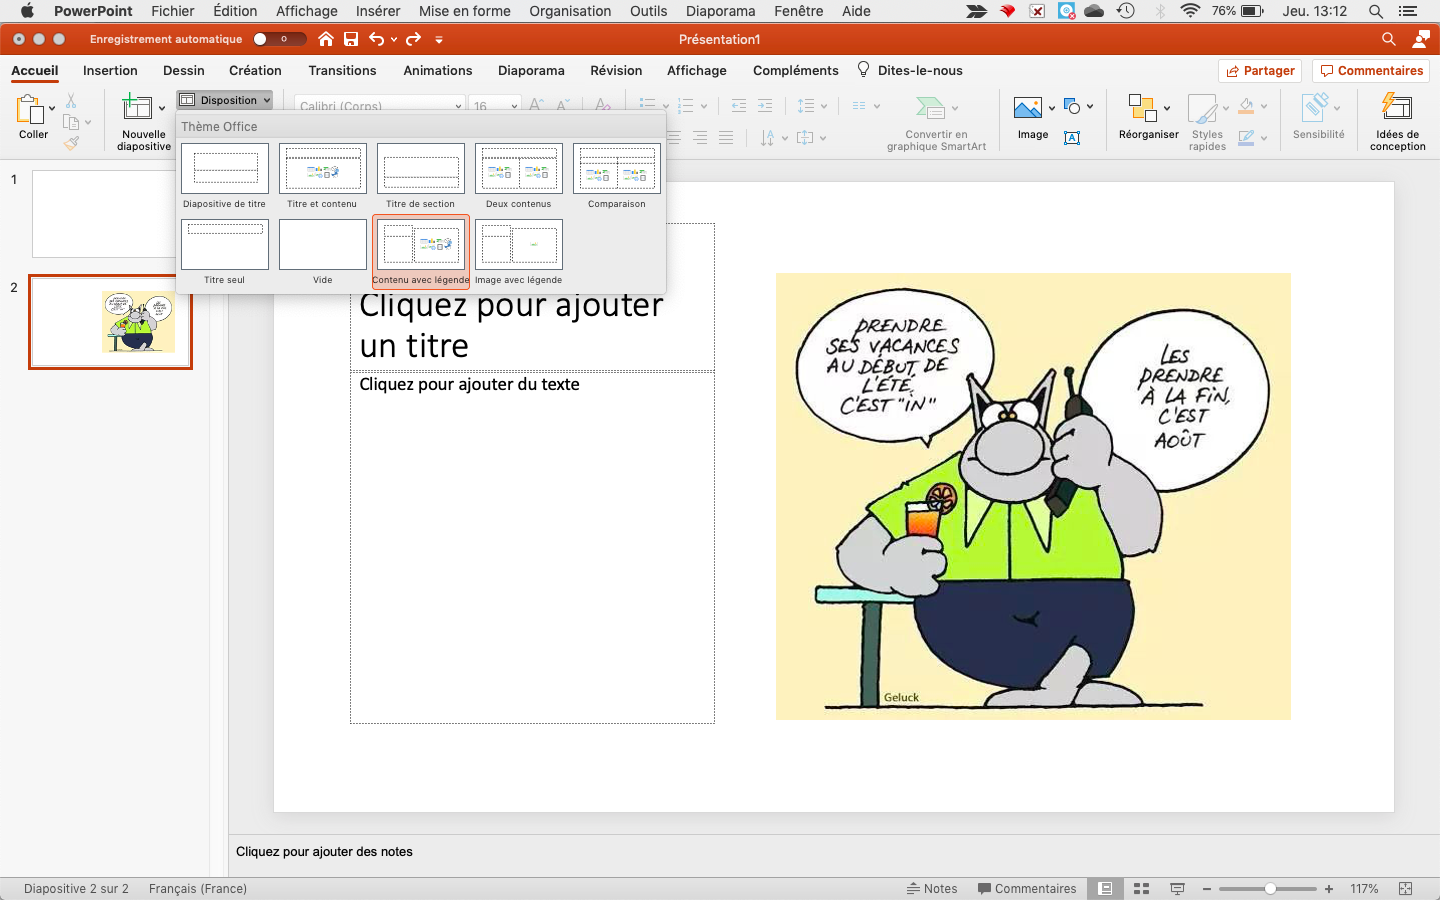 PowerPoint Fichier Édition Affichage Insérer Mise en forme Organisation Outils Diaporama Fenêtre Aide 76% Jeu. 13:12
Enregistrement automatique Présentation1
Accueil Insertion Dessin Création Transitions Animations Diaporama Révision Affichage Compléments Dites-le-nous Partager Commentaires
Coller
Nouvelle diapositive
Disposition
Calibri (Corps) 16
Convertir en
graphique SmartArt
Image
Réorganiser
Styles
rapides
Sensibilité
Idées de
conception
Thème Office
Diapositive de titre Titre et contenu Titre de section Deux contenus Comparaison
Titre seul Vide Contenu avec légende Image avec légende
1
2
Cliquez pour ajouter
un titre
Cliquez pour ajouter du texte
PRENDRE
SES VACANCES
AU DÉBUT DE
L'ÉTÉ,
C'EST "IN"
LES
PRENDRE
À LA FIN,
C'EST
AOÛT
Geluck
Cliquez pour ajouter des notes
Diapositive 2 sur 2 Français (France) Notes Commentaires 117%